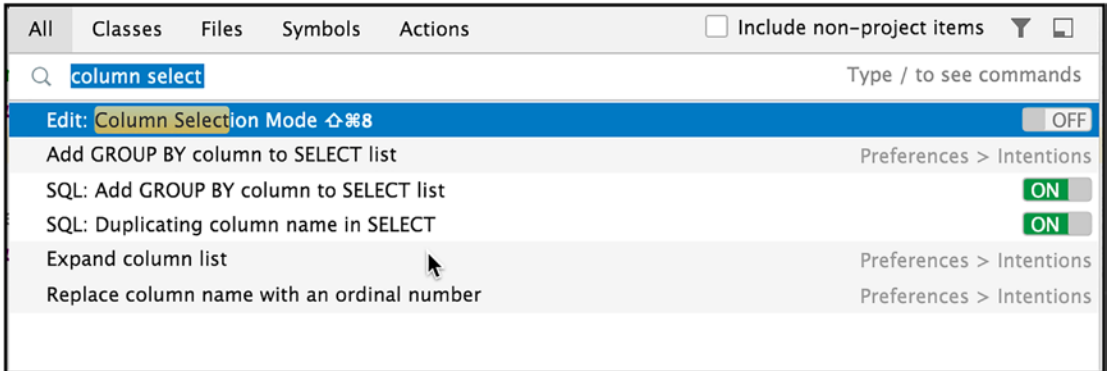 All Classes Files Symbols Actions Include non-project items
column select Type / to see commands
Edit: Column Selection Mode ⇧⌘8 OFF
Add GROUP BY column to SELECT list Preferences > Intentions
SQL: Add GROUP BY column to SELECT list ON
SQL: Duplicating column name in SELECT ON
Expand column list Preferences > Intentions
Replace column name with an ordinal number Preferences > Intentions